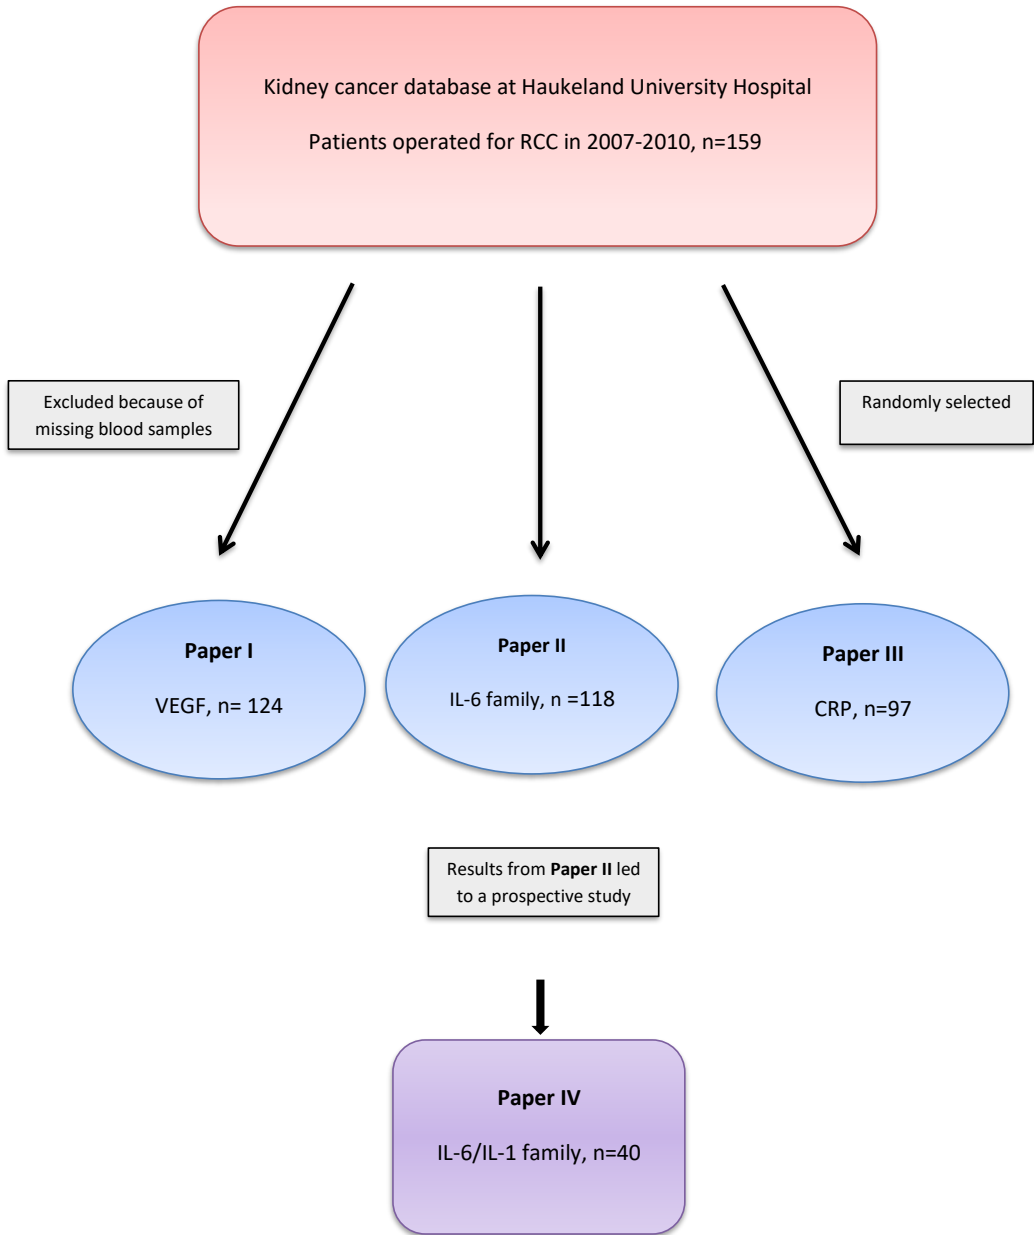 Kidney cancer database at Haukeland University Hospital
Patients operated for RCC in 2007-2010, n=159
Excluded because of
missing blood samples
Randomly selected
Paper I
VEGF, n= 124
Paper II
IL-6 family, n =118
Paper III
CRP, n=97
Results from Paper II led
to a prospective study
Paper IV
IL-6/IL-1 family, n=40